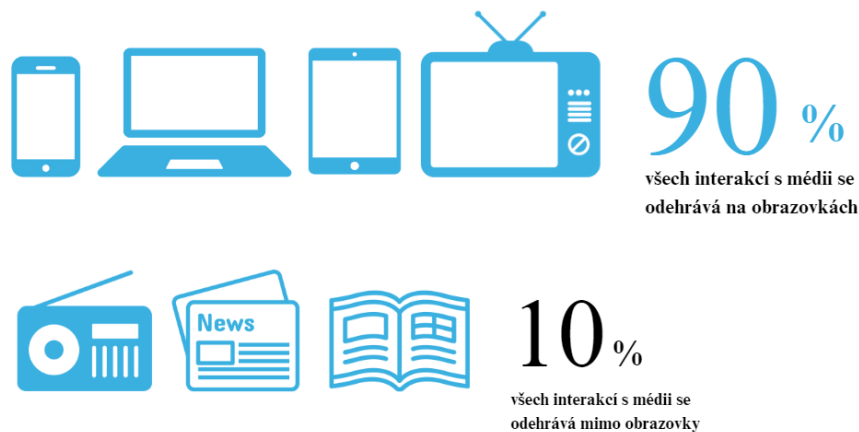 90 %
všech interakcí s médii se
odehrává na obrazovkách
News
10 %
všech interakcí s médii se
odehrává mimo obrazovky